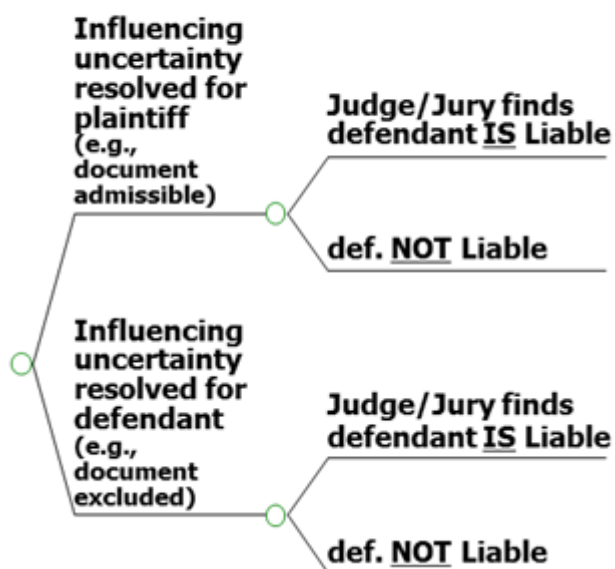 Influencing
uncertainty
resolved for
plaintiff
(e.g.,
document
admissible)
Judge/Jury finds
defendant IS Liable
def. NOT Liable
Influencing
uncertainty
resolved for
defendant
(e.g.,
document
excluded)
Judge/Jury finds
defendant IS Liable
def. NOT Liable